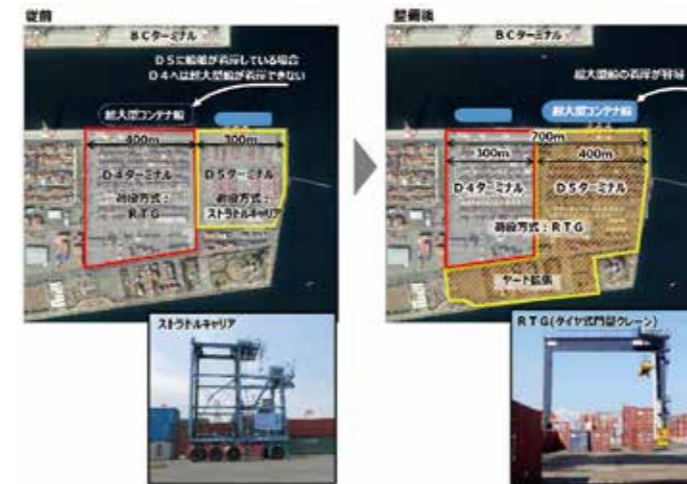 従前
BCターミナル
D5に船舶が着岸している場合
D4へは超大型船が着岸できない
超大型コンテナ船
400m
300m
D4ターミナル
荷役方式：
RTG
D5ターミナル
荷役方式：
ストラドルキャリア
ストラドルキャリア
整備後
BCターミナル
超大型船の着岸が容易
超大型コンテナ船
700m
300m
400m
D4ターミナル
D5ターミナル
荷役方式：RTG
ヤード拡張
RTG(タイヤ式門型クレーン)